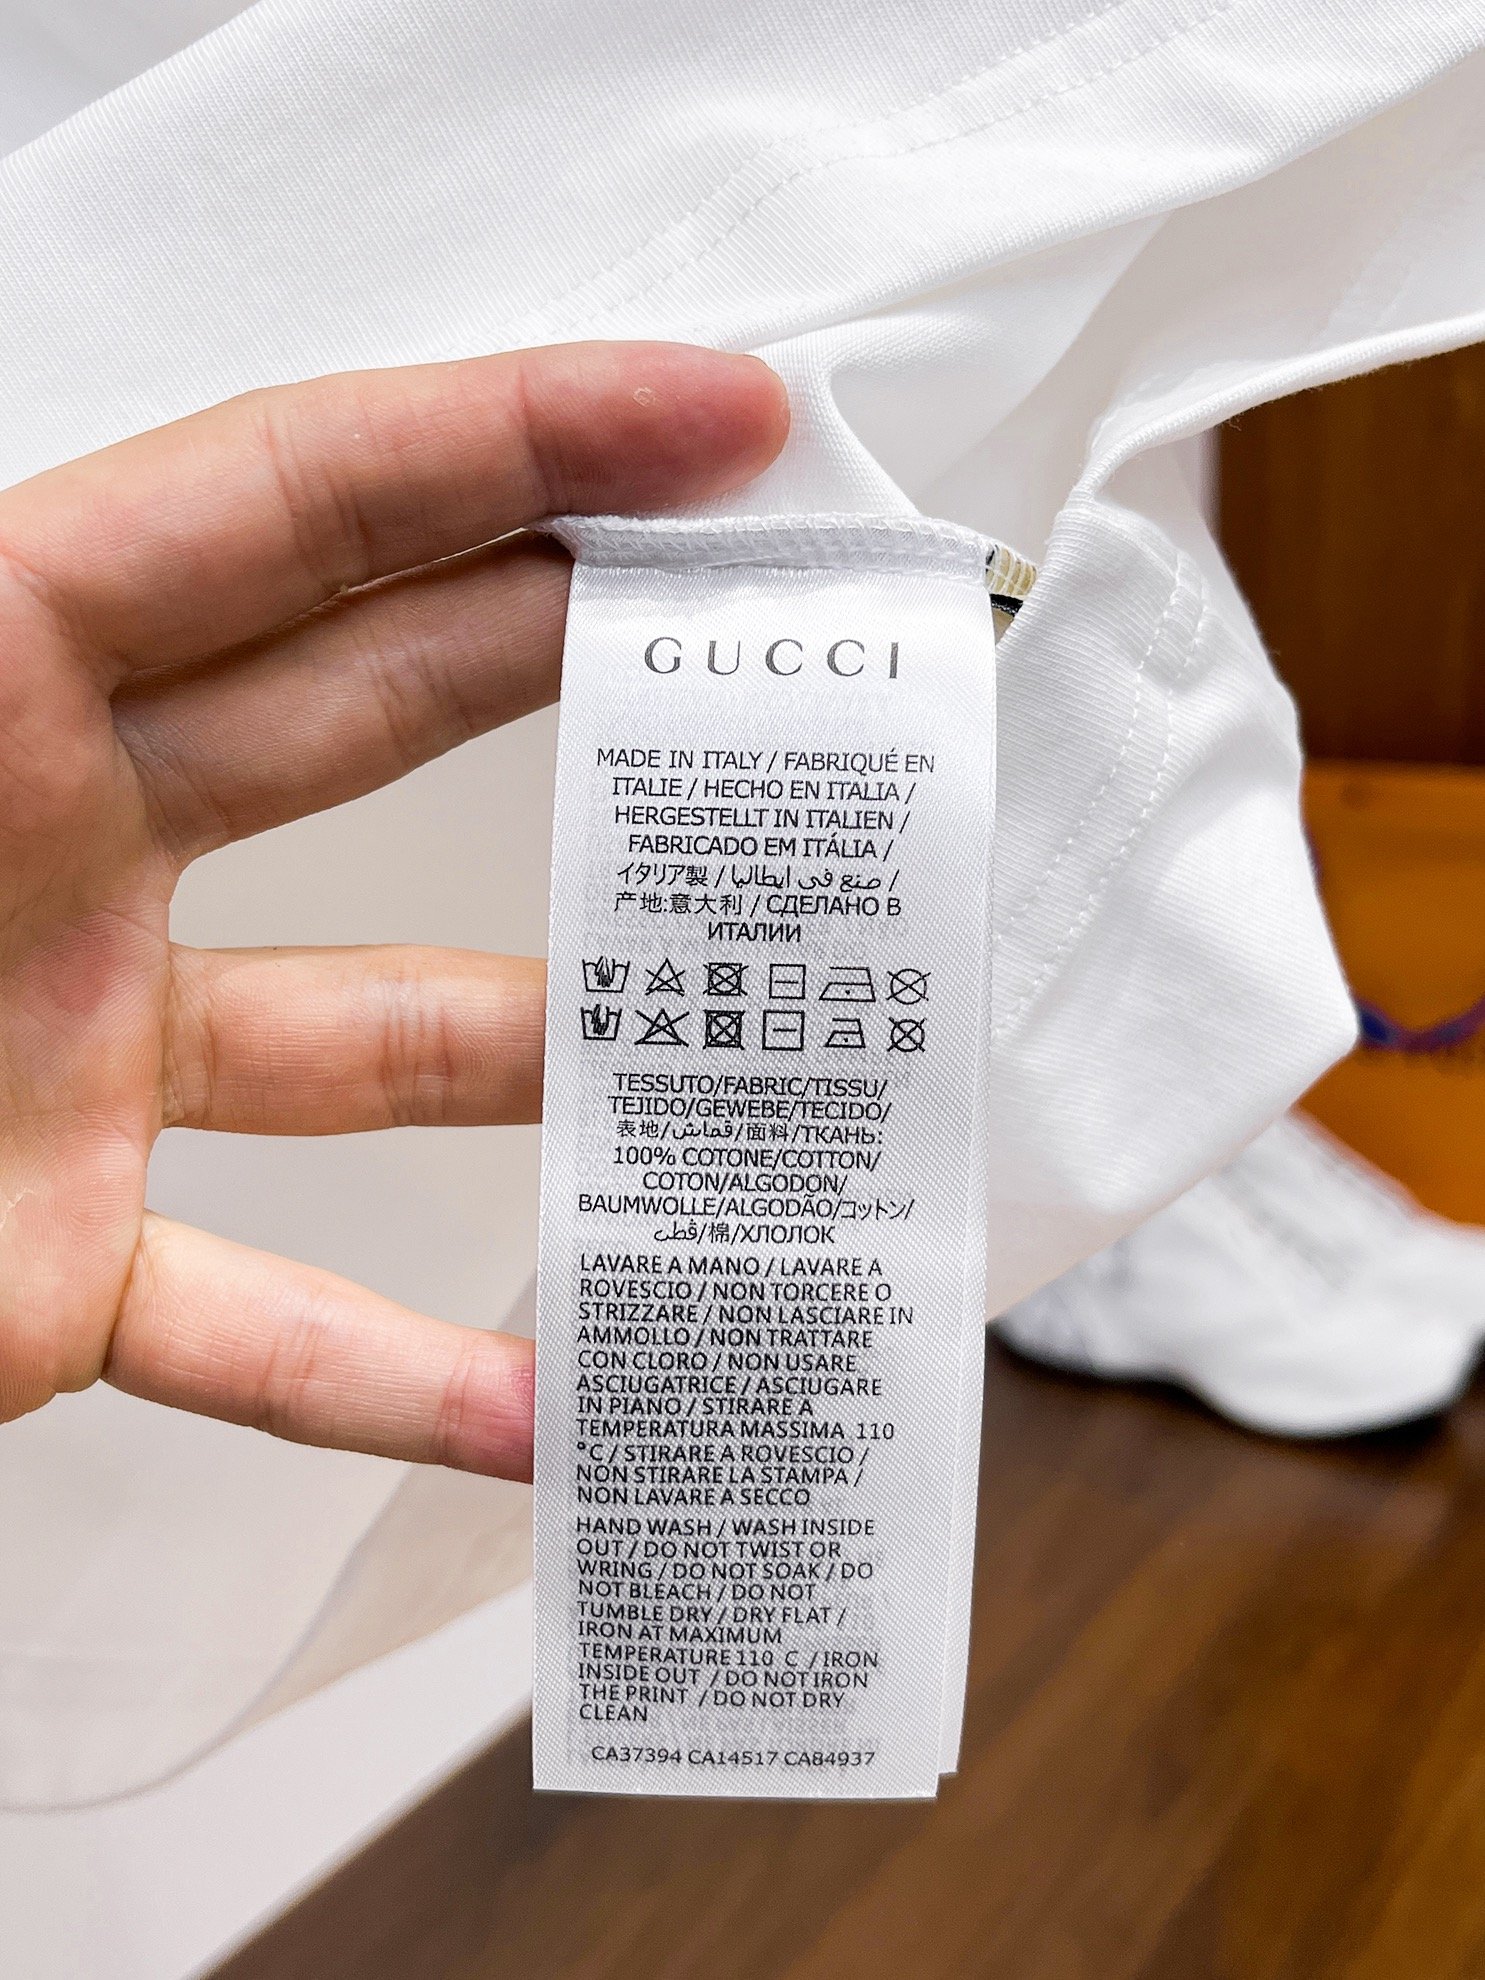 GUCCI
MADE IN ITALY / FABRIQUÉ EN
ITALIE / HECHO EN ITALIA /
HERGESTELLT IN ITALIEN /
FABRICADO EM ITÁLIA /
イタリア製 / صنع في ايطاليا /
产地:意大利 / СДЕЛАНО В
ИТАЛИИ
TESSUTO/FABRIC/TISSU/
TEJIDO/GEWEBE/TECIDO/
表地/قماش/面料/ТКАНЬ:
100% COTONE/COTTON/
COTON/ALGODON/
BAUMWOLLE/ALGODÃO/コットン/
قطن/棉/ХЛОПОК
LAVARE A MANO / LAVARE A
ROVESCIO / NON TORCERE O
STRIZZARE / NON LASCIARE IN
AMMOLLO / NON TRATTARE
CON CLORO / NON USARE
ASCIUGATRICE / ASCIUGARE
IN PIANO / STIRARE A
TEMPERATURA MASSIMA 110
°C / STIRARE A ROVESCIO /
NON STIRARE LA STAMPA /
NON LAVARE A SECCO
HAND WASH / WASH INSIDE
OUT / DO NOT TWIST OR
WRING / DO NOT SOAK / DO
NOT BLEACH / DO NOT
TUMBLE DRY / DRY FLAT /
IRON AT MAXIMUM
TEMPERATURE 110 C / IRON
INSIDE OUT / DO NOT IRON
THE PRINT / DO NOT DRY
CLEAN
CA37394 CA14517 CA84937